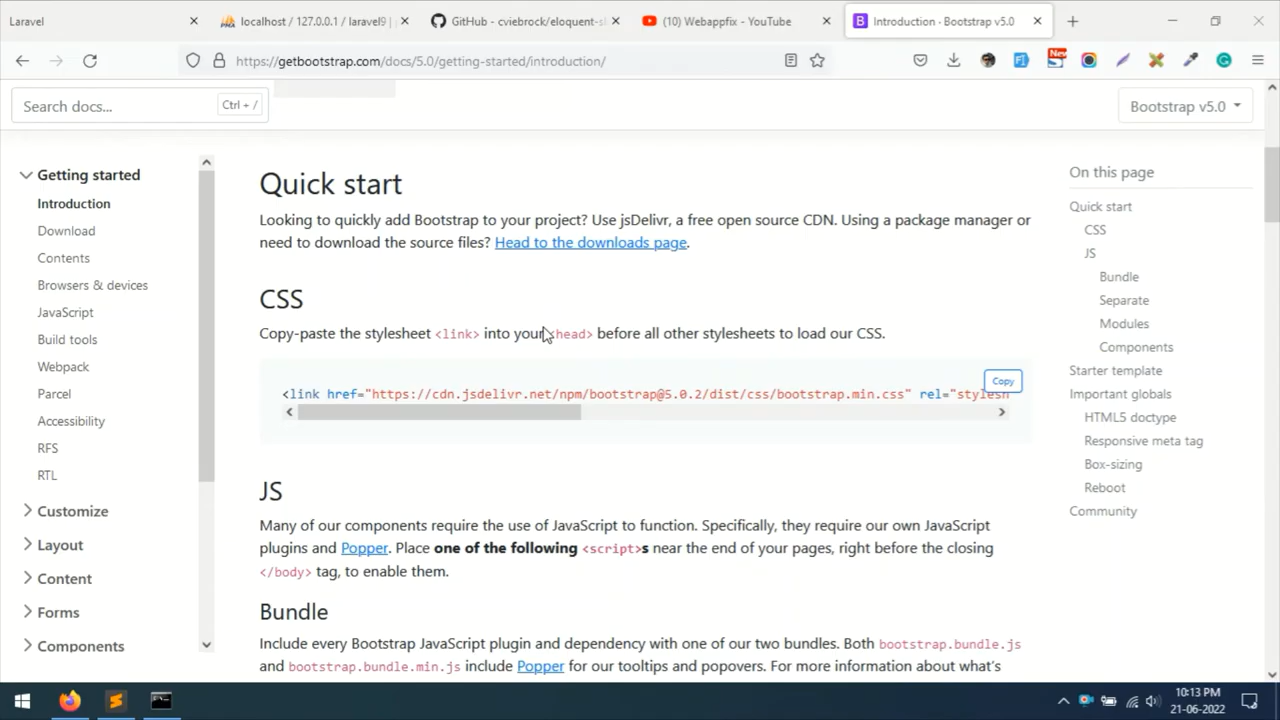 Laravel
localhost / 127.0.0.1 / laravel9 |
GitHub - cviebrock/eloquent-sl
(10) Webappfix - YouTube
Introduction · Bootstrap v5.0
https://getbootstrap.com/docs/5.0/getting-started/introduction/
New
Search docs...
Ctrl + /
Bootstrap v5.0
Getting started
Introduction
Download
Contents
Browsers & devices
JavaScript
Build tools
Webpack
Parcel
Accessibility
RFS
RTL
Customize
Layout
Content
Forms
Components
Quick start
Looking to quickly add Bootstrap to your project? Use jsDelivr, a free open source CDN. Using a package manager or
need to download the source files? Head to the downloads page.
CSS
Copy-paste the stylesheet <link> into your <head> before all other stylesheets to load our CSS.
Copy
<link href="https://cdn.jsdelivr.net/npm/bootstrap@5.0.2/dist/css/bootstrap.min.css" rel="stylesh
JS
Many of our components require the use of JavaScript to function. Specifically, they require our own JavaScript
plugins and Popper. Place one of the following <script>s near the end of your pages, right before the closing
</body> tag, to enable them.
Bundle
Include every Bootstrap JavaScript plugin and dependency with one of our two bundles. Both bootstrap.bundle.js
and bootstrap.bundle.min.js include Popper for our tooltips and popovers. For more information about what's
On this page
Quick start
CSS
JS
Bundle
Separate
Modules
Components
Starter template
Important globals
HTML5 doctype
Responsive meta tag
Box-sizing
Reboot
Community
10:13 PM
21-06-2022